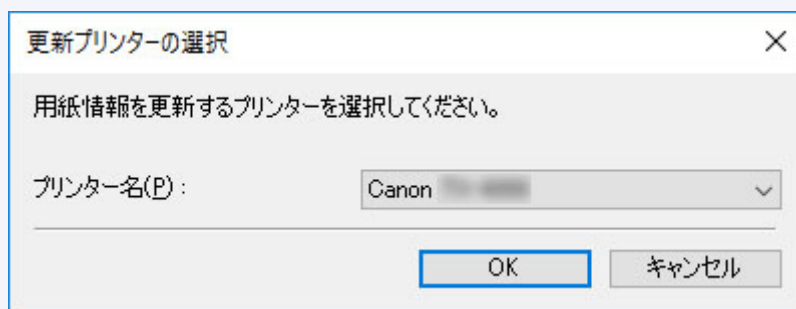 更新プリンターの選択
用紙情報を更新するプリンターを選択してください。
プリンター名(P)： Canon
OK キャンセル